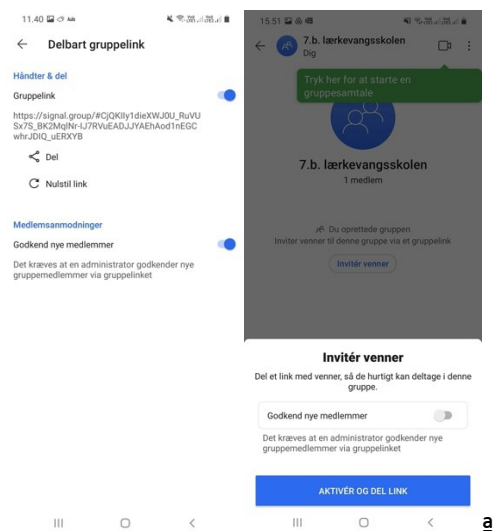 11.40
Delbart gruppelink
Håndter & del
Gruppelink
https://signal.group/#CjQKIIy1dieXWJ0U_RuVU
Sx7S_BK2MqlNr-IJ7RVuEADJJYAEhAod1nEGC
whrJDIQ_uERXYB
Del
Nulstil link
Medlemsanmodninger
Godkend nye medlemmer
Det kræves at en administrator godkender nye
gruppemedlemmer via gruppelinket
15.51
7.b. lærkevangsskolen
Dig
Tryk her for at starte en
gruppesamtale
7.b. lærkevangsskolen
1 medlem
Du oprettede gruppen
Inviter venner til denne gruppe via et gruppelink
Invitér venner
Invitér venner
Del et link med venner, så de hurtigt kan deltage i denne
gruppe.
Godkend nye medlemmer
Det kræves at en administrator godkender nye
gruppemedlemmer via gruppelinket
AKTIVÉR OG DEL LINK
a